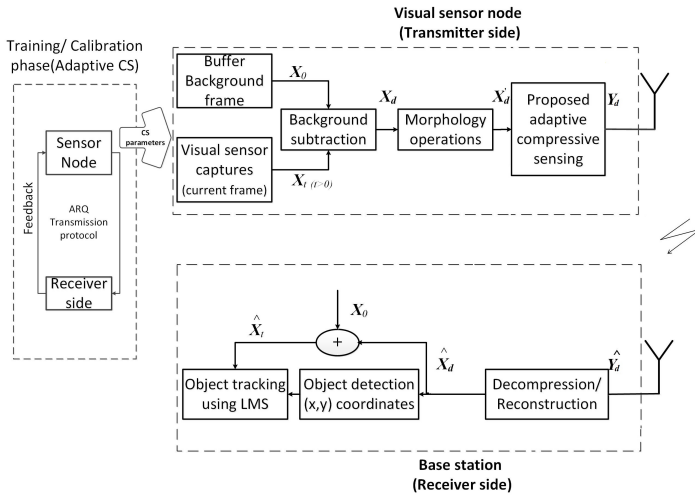 Visual sensor node
(Transmitter side)
Training/ Calibration
phase(Adaptive CS)
Sensor
Node
Feedback
ARQ
Transmission
protocol
Receiver
side
CS
parameters
Buffer
Background
frame
X0
Visual sensor
captures
(current frame)
Xt (t>0)
Background
subtraction
Xd
Morphology
operations
X'd
Proposed
adaptive
compressive
sensing
Yd
X0
X̂t
+
X̂d
Ŷd
Object tracking
using LMS
Object detection
(x,y) coordinates
Decompression/
Reconstruction
Base station
(Receiver side)